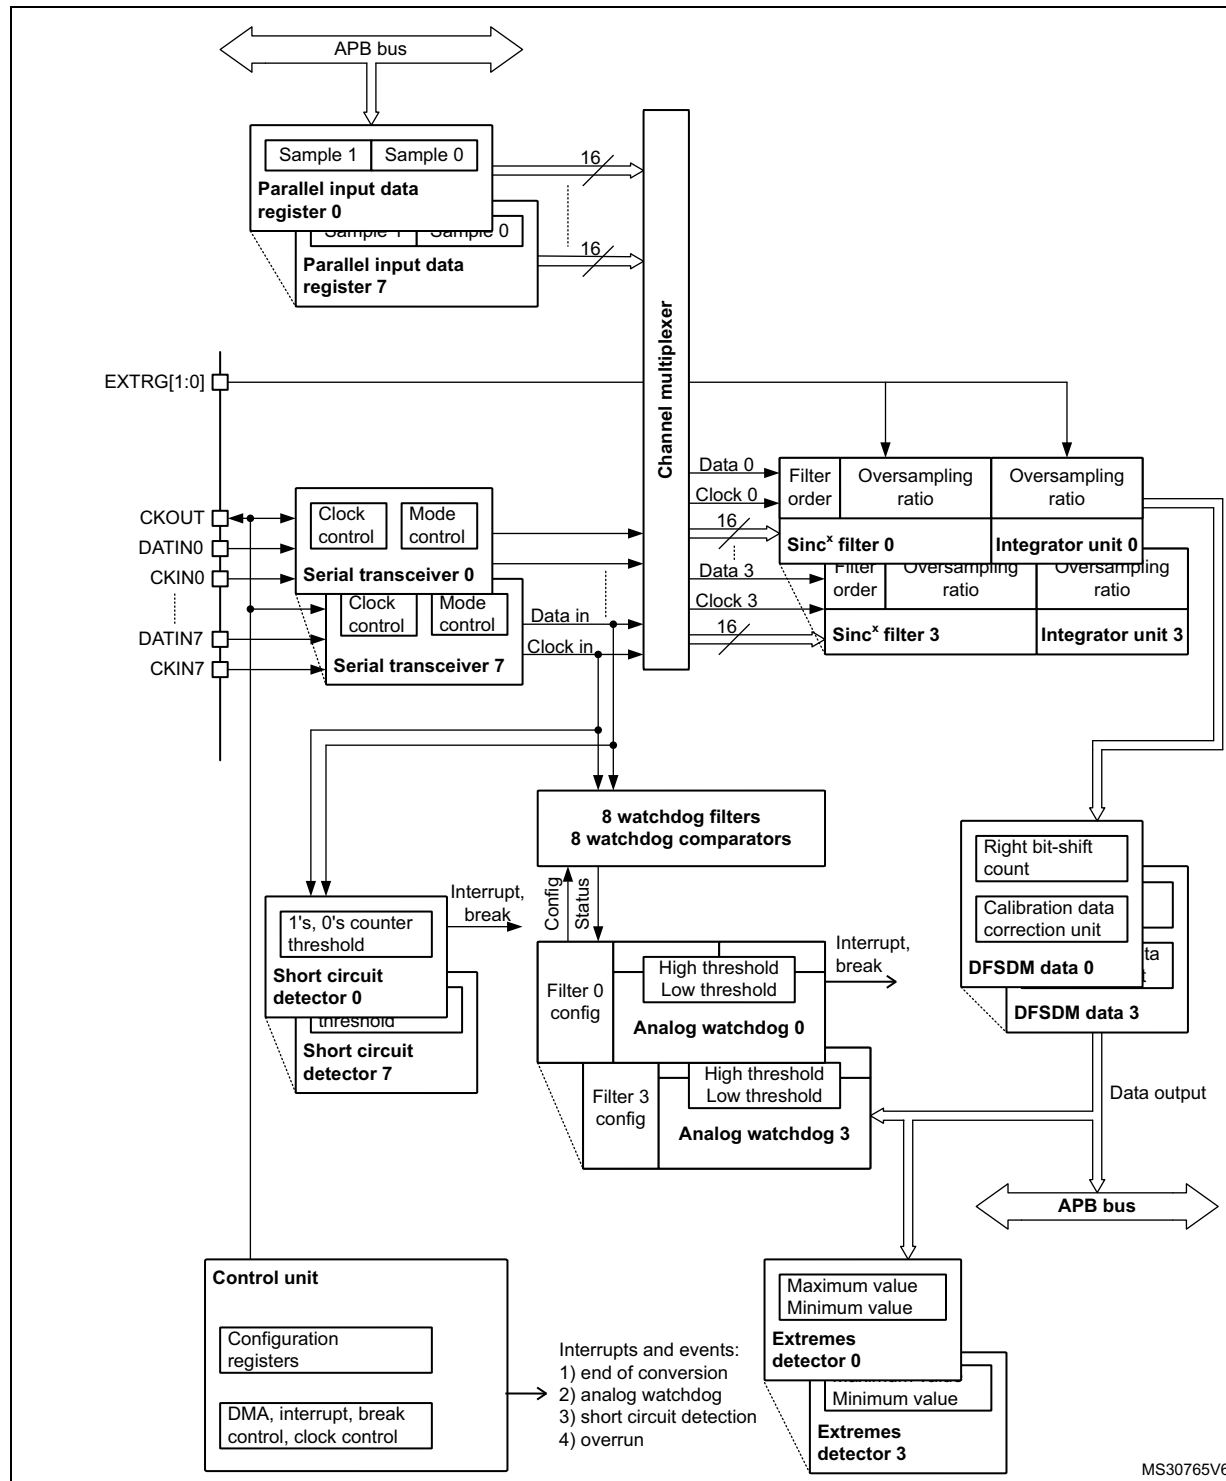 APB bus
Sample 1 Sample 0
Parallel input data
register 0
16
Sample 1 Sample 0
Parallel input data
register 7
16
Channel multiplexer
EXTRG[1:0]
CKOUT
DATIN0
CKIN0
DATIN7
CKIN7
Clock
control
Mode
control
Serial transceiver 0
Clock
control
Mode
control
Serial transceiver 7
Data in
Clock in
Data 0
Clock 0
16
Data 3
Clock 3
16
Filter
order
Oversampling
ratio
Oversampling
ratio
Sincx filter 0
Integrator unit 0
Filter
order
Oversampling
ratio
Oversampling
ratio
Sincx filter 3
Integrator unit 3
8 watchdog filters
8 watchdog comparators
Config
Status
Interrupt,
break
1's, 0's counter
threshold
Short circuit
detector 0
threshold
Short circuit
detector 7
Filter 0
config
High threshold
Low threshold
Analog watchdog 0
Interrupt,
break
Filter 3
config
High threshold
Low threshold
Analog watchdog 3
Right bit-shift
count
Calibration data
correction unit
DFSDM data 0
DFSDM data 3
Data output
APB bus
Control unit
Configuration
registers
DMA, interrupt, break
control, clock control
Interrupts and events:
1) end of conversion
2) analog watchdog
3) short circuit detection
4) overrun
Maximum value
Minimum value
Extremes
detector 0
Maximum value
Minimum value
Extremes
detector 3
MS30765V6